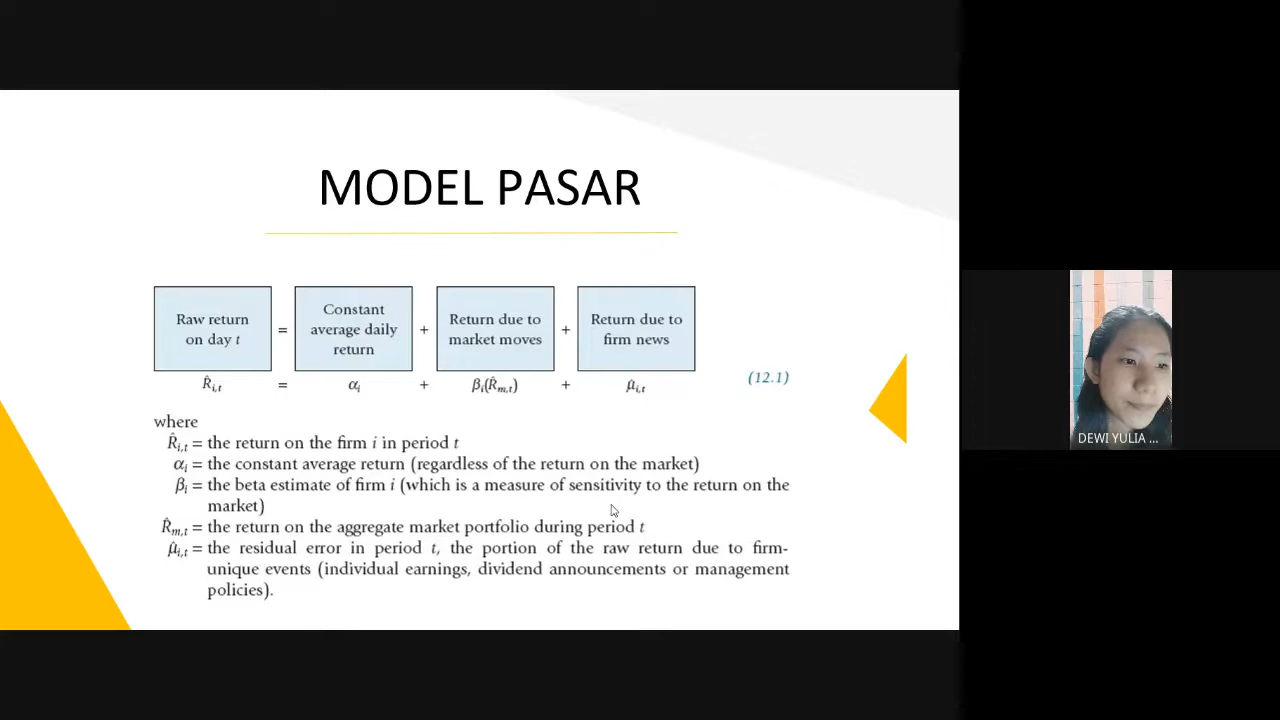 MODEL PASAR
Raw return on day t = Constant average daily return + Return due to market moves + Return due to firm news
R̂i,t = αi + βi(R̂m,t) + μ̂i,t (12.1)
where
R̂i,t = the return on the firm i in period t
αi = the constant average return (regardless of the return on the market)
βi = the beta estimate of firm i (which is a measure of sensitivity to the return on the
market)
R̂m,t = the return on the aggregate market portfolio during period t
μ̂i,t = the residual error in period t, the portion of the raw return due to firm-
unique events (individual earnings, dividend announcements or management
policies).
DEWI YULIA ...